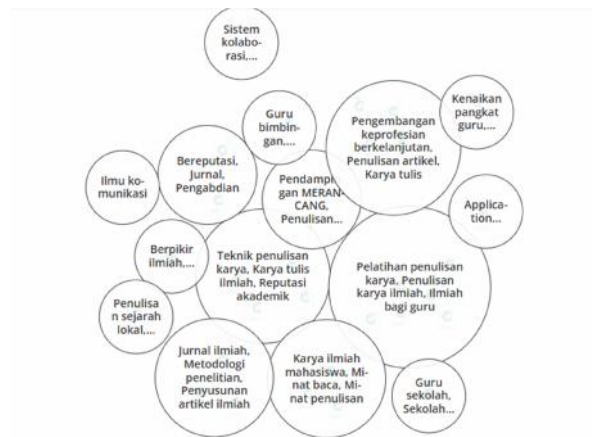 Sistem
kolabo-
rasi,...
Kenaikan
pangkat
guru,...
Guru
bimbin-
gan,...
Pengembangan
keprofesian
berkelanjutan,
Penulisan artikel,
Karya tulis
Bereputasi,
Jurnal,
Pengabdian
Ilmu ko-
munikasi
Pendampi
gan MERAN-
CANG,
Penulisan...
Applica-
tion...
Berpikir
ilmiah,...
Teknik penulisan
karya, Karya tulis
ilmiah, Reputasi
akademik
Pelatihan penulisan
karya, Penulisan
karya ilmiah, Ilmiah
bagi guru
Penulisa
n sejarah
lokal,...
Jurnal ilmiah,
Metodologi
penelitian,
Penyusunan
artikel ilmiah
Karya ilmiah
mahasiswa, Mi-
nat baca, Mi-
nat penulisan
Guru
sekolah,
Sekolah...